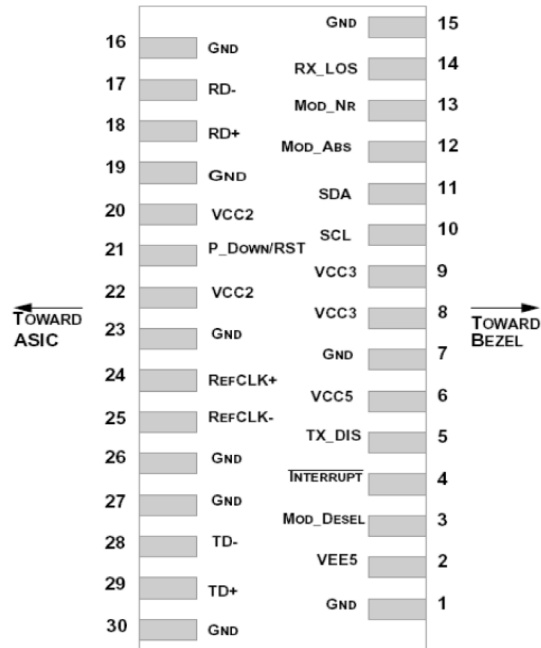 16 GND
17 RD-
18 RD+
19 GND
20 VCC2
21 P_DOWN/RST
22 VCC2
23 GND
24 REFCLK+
25 REFCLK-
26 GND
27 GND
28 TD-
29 TD+
30 GND
GND 15
RX_LOS 14
MOD_NR 13
MOD_ABS 12
SDA 11
SCL 10
VCC3 9
VCC3 8
GND 7
VCC5 6
TX_DIS 5
INTERRUPT 4
MOD_DESEL 3
VEE5 2
GND 1
TOWARD
ASIC
TOWARD
BEZEL